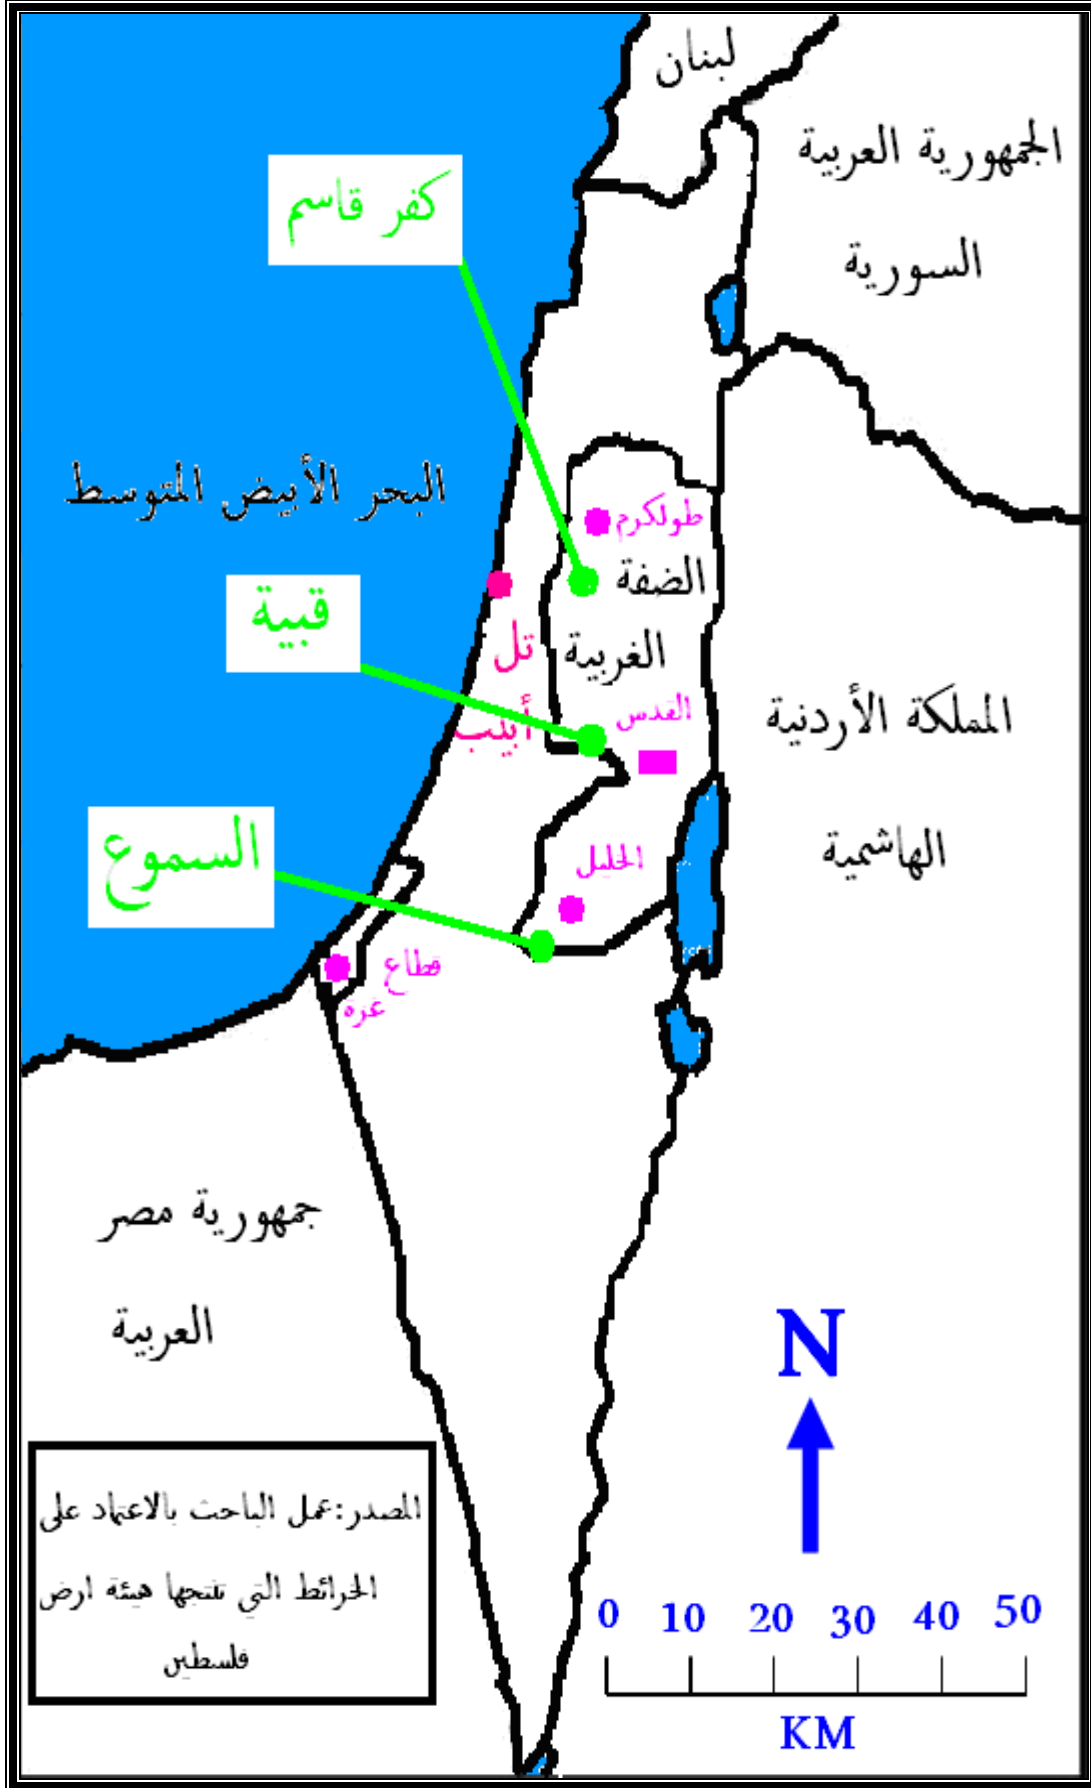 لبنان
الجمهورية العربية
السورية
كفر قاسم
البحر الأبيض المتوسط
طولكرم
الضفة
قبية
تل
الغربية
القدس
أبيب
المملكة الأردنية
السموع
الخليل
الهاشمية
قطاع
غزة
جمهورية مصر
العربية
N
المصدر:عمل الباحث بالاعتماد على
الخرائط التي تنتجها هيئة ارض
فلسطين
0 10 20 30 40 50
KM